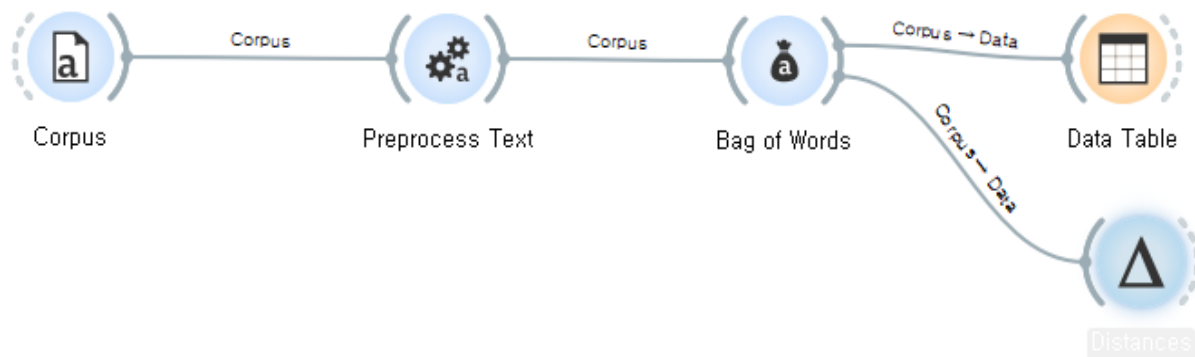 Corpus
Corpus
Corpus → Data
a
a
a
Corpus
Preprocess Text
Bag of Words
Data Table
Corpus → Data
Δ
Distances